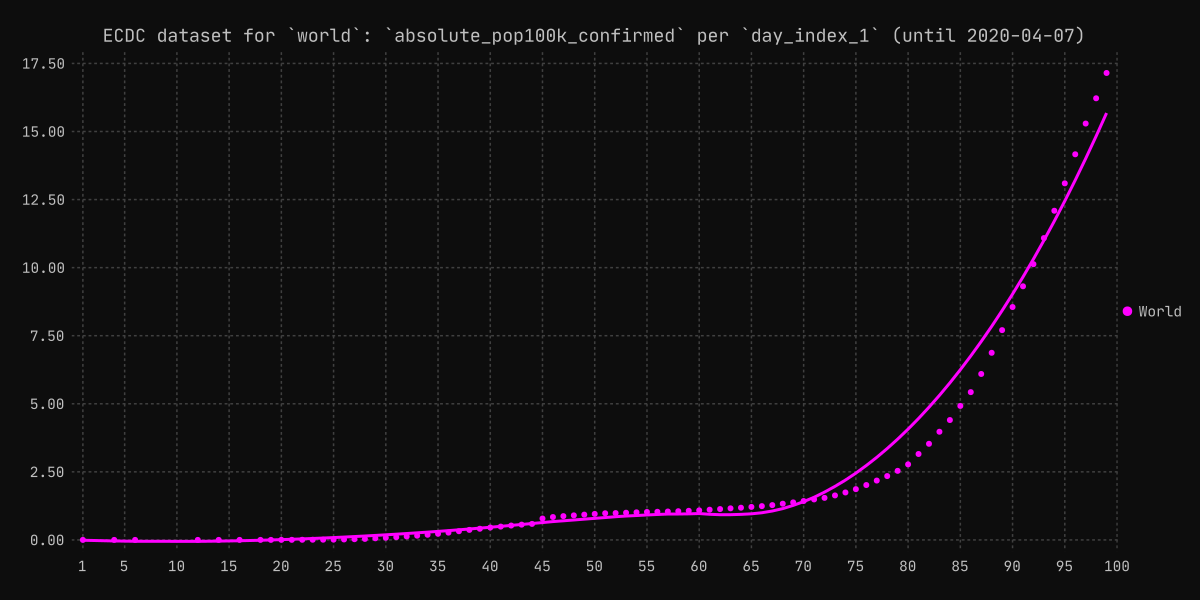 ECDC dataset for `world`: `absolute_pop100k_confirmed` per `day_index_1` (until 2020-04-07)
17.50
15.00
12.50
10.00
7.50
5.00
2.50
0.00
World
1 5 10 15 20 25 30 35 40 45 50 55 60 65 70 75 80 85 90 95 100